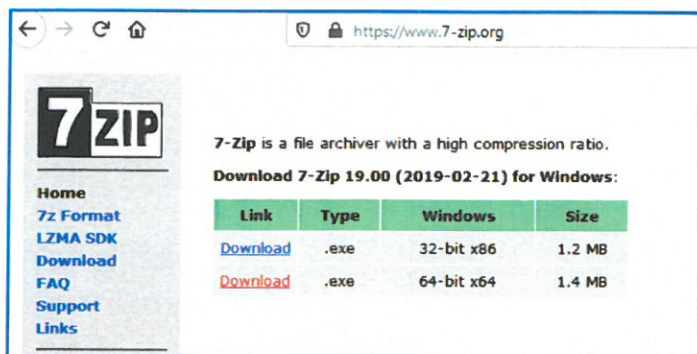 https://www.7-zip.org
7ZIP
Home
7z Format
LZMA SDK
Download
FAQ
Support
Links
7-Zip is a file archiver with a high compression ratio.
Download 7-Zip 19.00 (2019-02-21) for Windows:
Link Type Windows Size
Download .exe 32-bit x86 1.2 MB
Download .exe 64-bit x64 1.4 MB